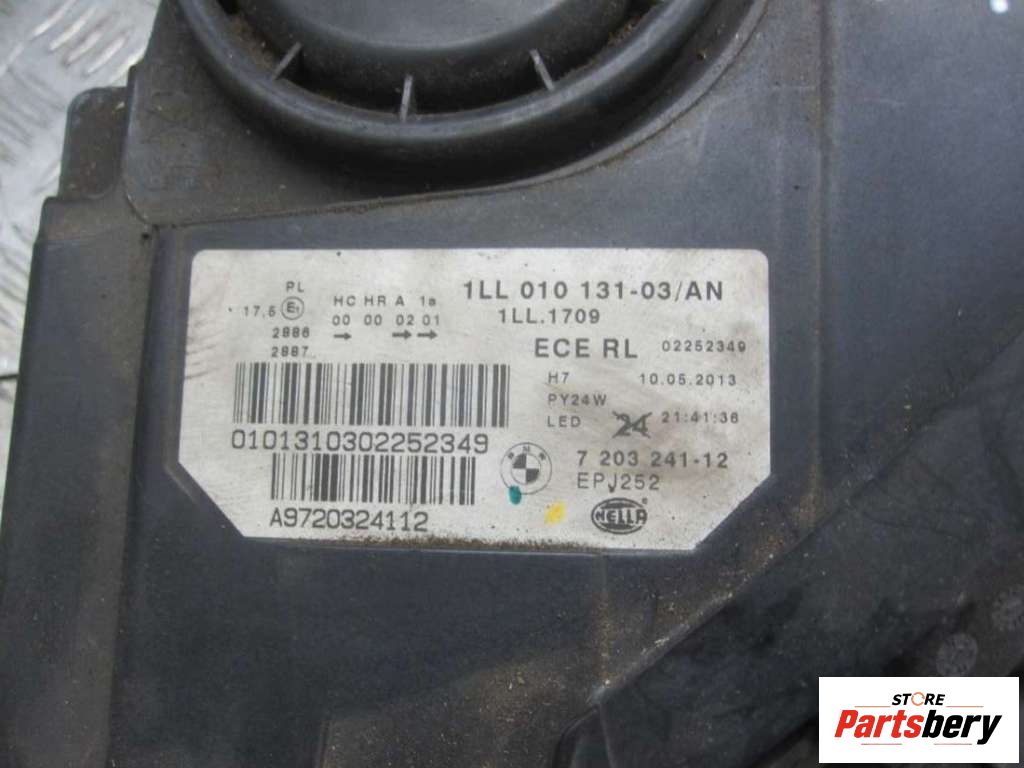 PL
17,5 E1
2886
2887
HC HR A 1a
00 00 02 01
1LL 010 131-03/AN
1LL.1709
ECE RL 02252349
H7 10.05.2013
PY24W
LED 24 21:41:36
0101310302252349
BMW
7 203 241-12
EPJ252
A9720324112
HELLA ®
STORE
Partsbery